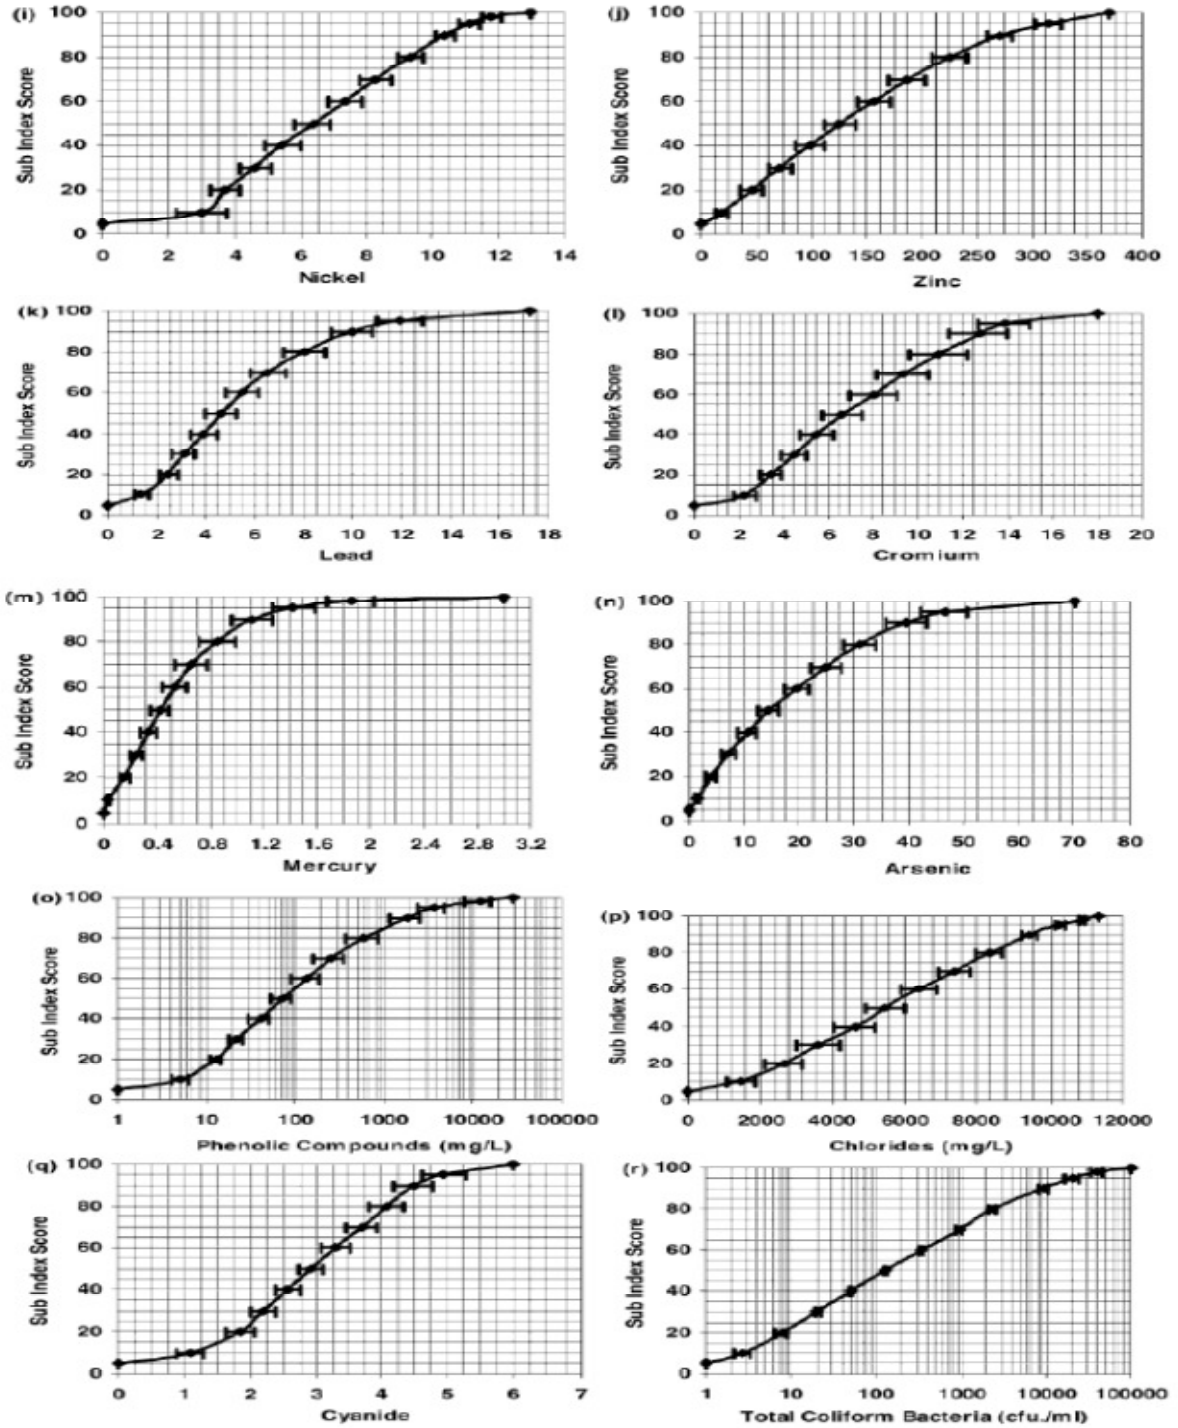 (i) 100 80 60 40 20 0
Sub Index Score
0 2 4 6 8 10 12 14
Nickel
(j) 100 80 60 40 20 0
Sub Index Score
0 50 100 150 200 250 300 350 400
Zinc
(k) 100 80 60 40 20 0
Sub Index Score
0 2 4 6 8 10 12 14 16 18
Lead
(l) 100 80 60 40 20 0
Sub Index Score
0 2 4 6 8 10 12 14 16 18 20
Cromium
(m) 100 80 60 40 20 0
Sub Index Score
0 0.4 0.8 1.2 1.6 2 2.4 2.8 3.2
Mercury
(n) 100 80 60 40 20 0
Sub Index Score
0 10 20 30 40 50 60 70 80
Arsenic
(o) 100 80 60 40 20 0
Sub Index Score
1 10 100 1000 10000 100000
Phenolic Compounds (mg/L)
(p) 100 80 60 40 20 0
Sub Index Score
0 2000 4000 6000 8000 10000 12000
Chlorides (mg/L)
(q) 100 80 60 40 20 0
Sub Index Score
0 1 2 3 4 5 6 7
Cyanide
(r) 100 80 60 40 20 0
Sub Index Score
1 10 100 1000 10000 100000
Total Coliform Bacteria (cfu./ml)